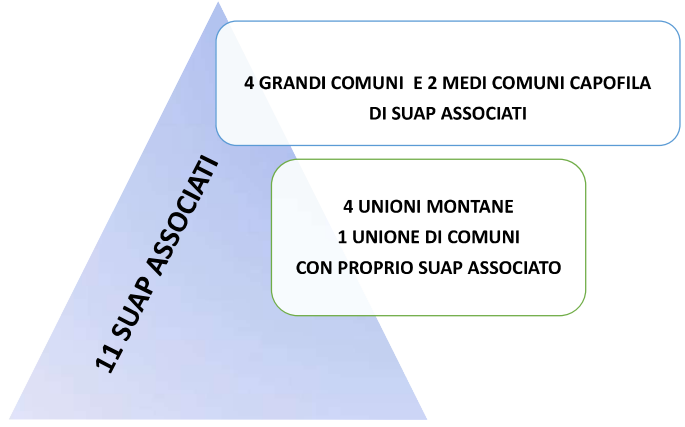 4 GRANDI COMUNI E 2 MEDI COMUNI CAPOFILA
DI SUAP ASSOCIATI
4 UNIONI MONTANE
1 UNIONE DI COMUNI
CON PROPRIO SUAP ASSOCIATO
11 SUAP ASSOCIATI